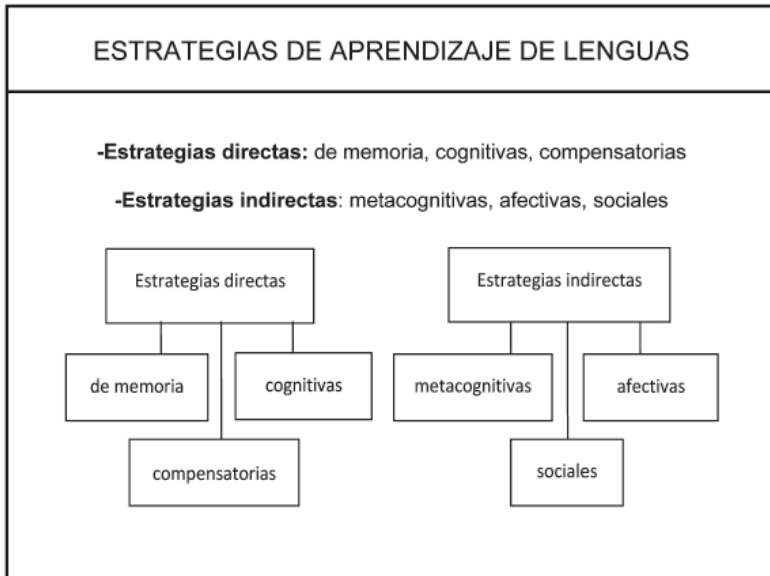 ESTRATEGIAS DE APRENDIZAJE DE LENGUAS
-Estrategias directas: de memoria, cognitivas, compensatorias
-Estrategias indirectas: metacognitivas, afectivas, sociales
Estrategias directas
de memoria
cognitivas
compensatorias
Estrategias indirectas
metacognitivas
afectivas
sociales